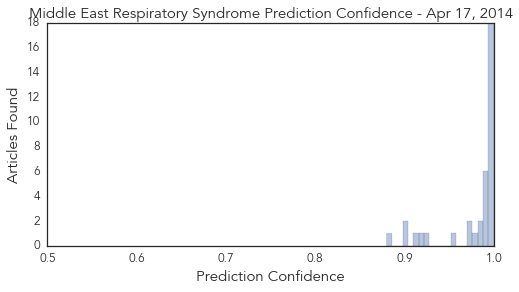 Middle East Respiratory Syndrome Prediction Confidence - Apr 17, 2014
18
16
14
12
10
8
6
4
2
0
Articles Found
0.5 0.6 0.7 0.8 0.9 1.0
Prediction Confidence